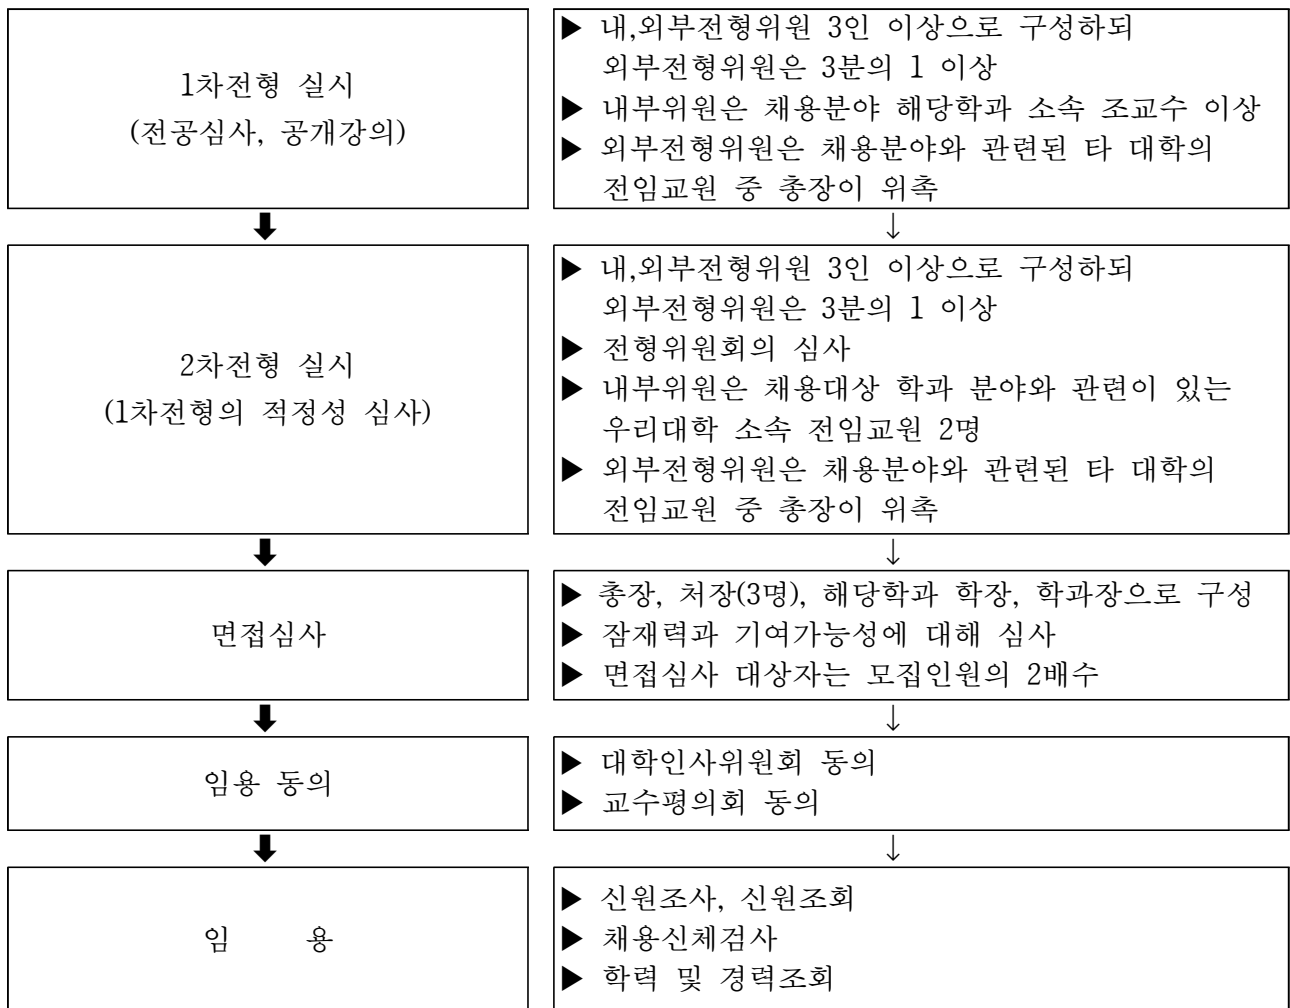 1차전형 실시
(전공심사, 공개강의)
▶ 내,외부전형위원 3인 이상으로 구성하되
외부전형위원은 3분의 1 이상
▶ 내부위원은 채용분야 해당학과 소속 조교수 이상
▶ 외부전형위원은 채용분야와 관련된 타 대학의
전임교원 중 총장이 위촉
2차전형 실시
(1차전형의 적정성 심사)
▶ 내,외부전형위원 3인 이상으로 구성하되
외부전형위원은 3분의 1 이상
▶ 전형위원회의 심사
▶ 내부위원은 채용대상 학과 분야와 관련이 있는
우리대학 소속 전임교원 2명
▶ 외부전형위원은 채용분야와 관련된 타 대학의
전임교원 중 총장이 위촉
면접심사
▶ 총장, 처장(3명), 해당학과 학장, 학과장으로 구성
▶ 잠재력과 기여가능성에 대해 심사
▶ 면접심사 대상자는 모집인원의 2배수
임용 동의
▶ 대학인사위원회 동의
▶ 교수평의회 동의
임 용
▶ 신원조사, 신원조회
▶ 채용신체검사
▶ 학력 및 경력조회